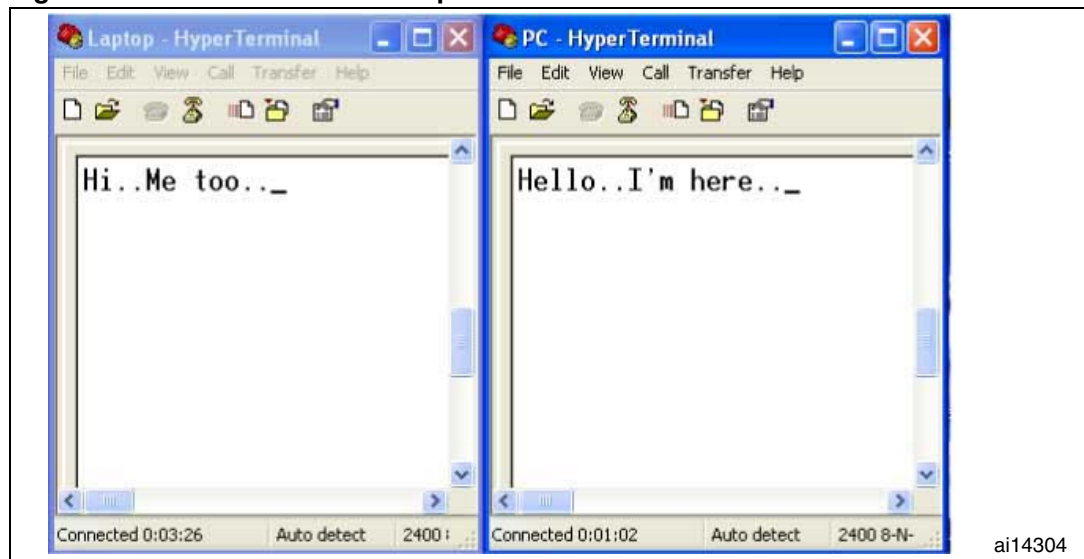 Laptop - HyperTerminal
File Edit View Call Transfer Help
Hi..Me too.._
Connected 0:03:26 Auto detect 2400
PC - HyperTerminal
File Edit View Call Transfer Help
Hello..I'm here.._
Connected 0:01:02 Auto detect 2400 8-N-
ai14304